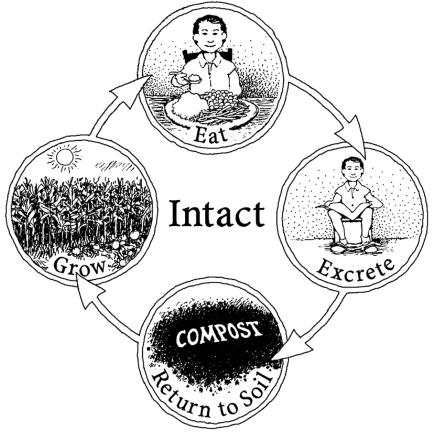 Eat
Intact
Grow
Excrete
COMPOST
Return to Soil